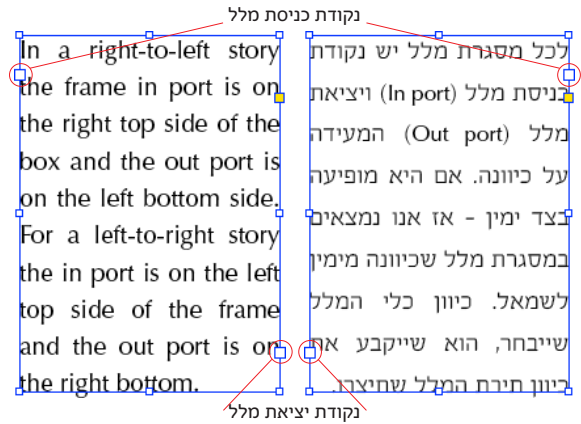 נקודת כניסת מלל
In a right-to-left story
the frame in port is on
the right top side of the
box and the out port is
on the left bottom side.
For a left-to-right story
the in port is on the left
top side of the frame
and the out port is on
the right bottom.
לכל מסגרת מלל יש נקודת
כניסת מלל (In port) ויציאת
מלל (Out port) המעידה
על כיוונה. אם היא מופיעה
בצד ימין - אז אנו נמצאים
במסגרת מלל שכיוונה מימין
לשמאל. כיוון כלי המלל
שייבחר, הוא שייקבע את
כיוון תיבת המלל שתיצרו.
נקודת יציאת מלל